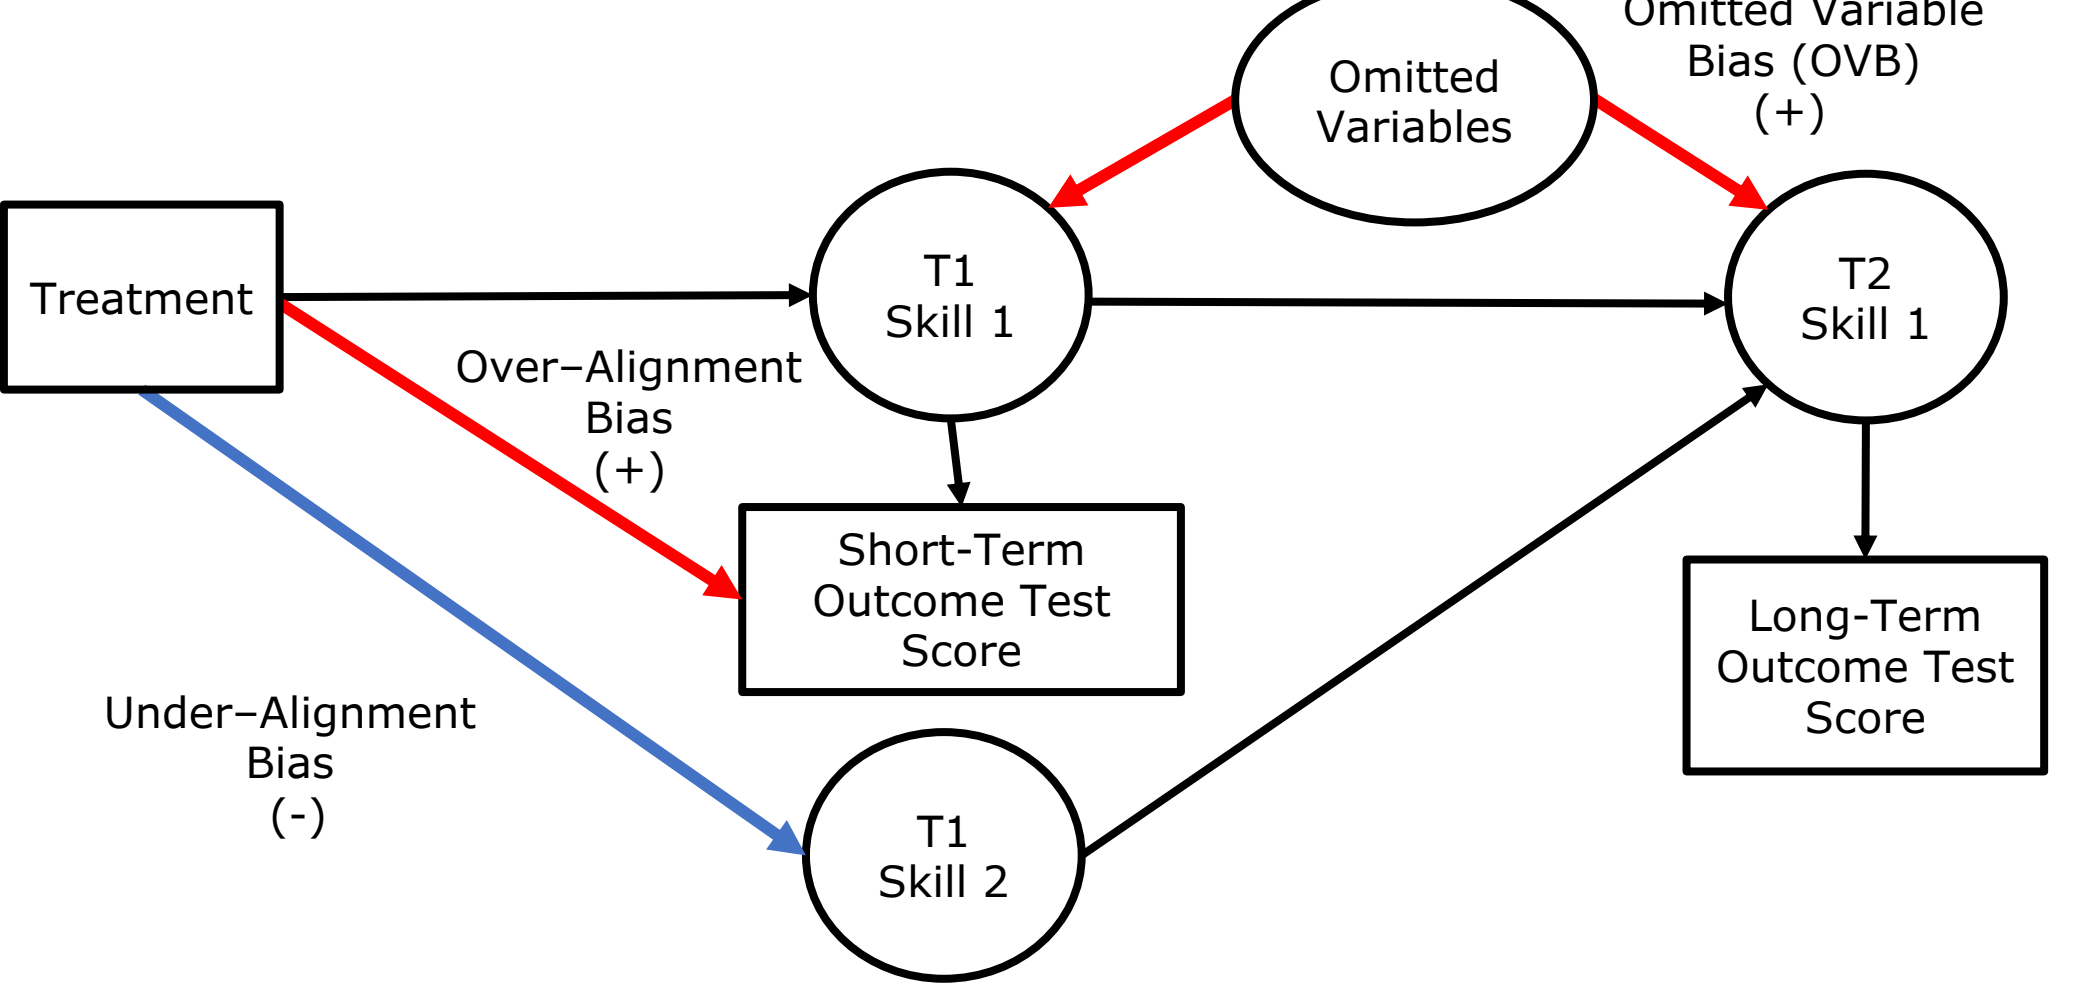 Omitted Variable
Bias (OVB)
(+)
Omitted
Variables
Treatment
T1
Skill 1
T2
Skill 1
Over–Alignment
Bias
(+)
Short-Term
Outcome Test
Score
Long-Term
Outcome Test
Score
Under–Alignment
Bias
(-)
T1
Skill 2